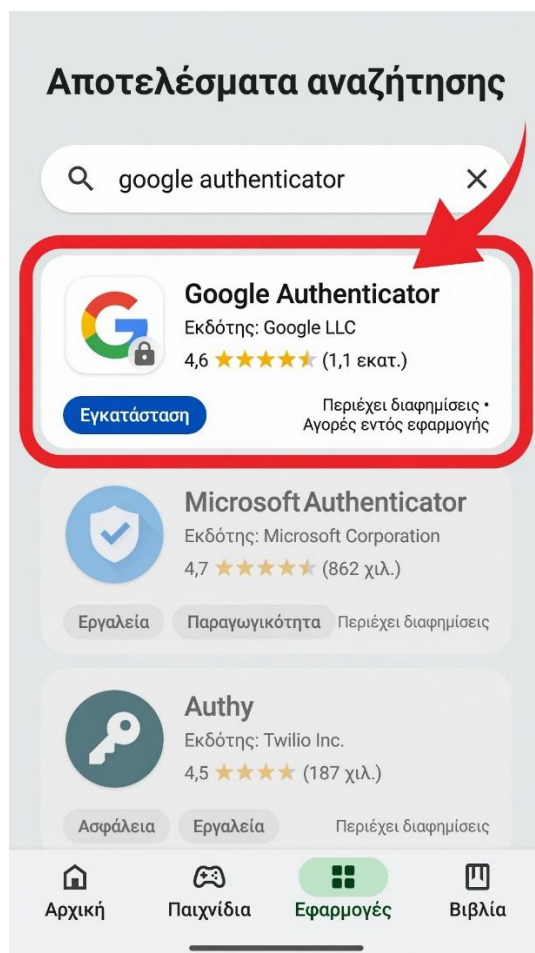 Αποτελέσματα αναζήτησης
google authenticator
Google Authenticator
Εκδότης: Google LLC
4,6 ★★★★★ (1,1 εκατ.)
Εγκατάσταση
Περιέχει διαφημίσεις •
Αγορές εντός εφαρμογής
Microsoft Authenticator
Εκδότης: Microsoft Corporation
4,7 ★★★★★ (862 χιλ.)
Εργαλεία Παραγωγικότητα Περιέχει διαφημίσεις
Authy
Εκδότης: Twilio Inc.
4,5 ★★★★ (187 χιλ.)
Ασφάλεια Εργαλεία Περιέχει διαφημίσεις
Αρχική Παιχνίδια Εφαρμογές Βιβλία